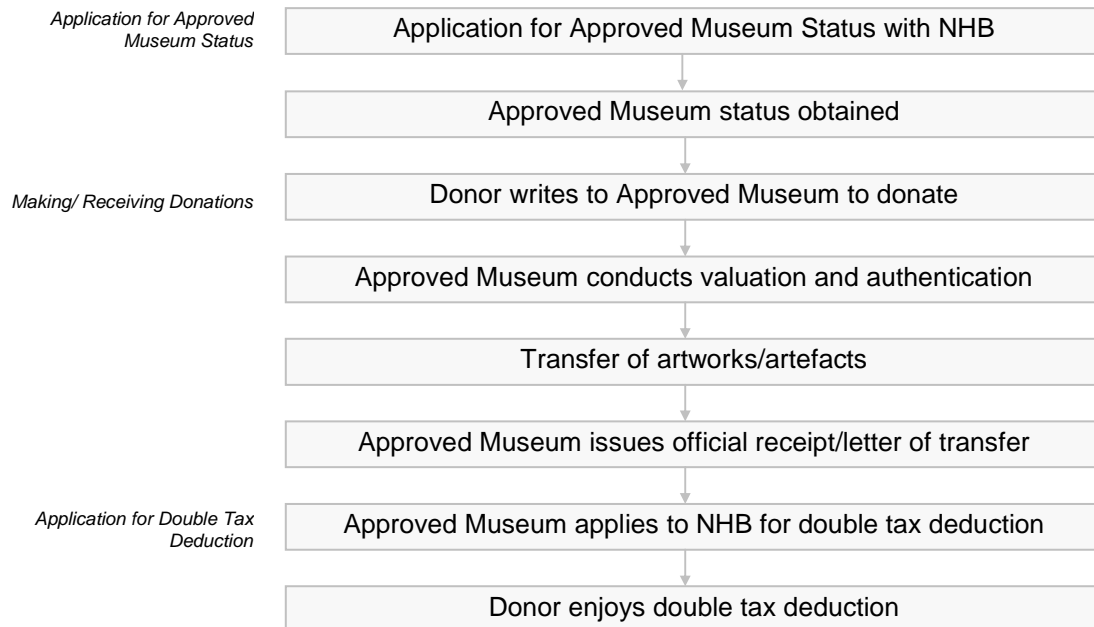 Application for Approved
Museum Status
Application for Approved Museum Status with NHB
Approved Museum status obtained
Making/ Receiving Donations
Donor writes to Approved Museum to donate
Approved Museum conducts valuation and authentication
Transfer of artworks/artefacts
Approved Museum issues official receipt/letter of transfer
Application for Double Tax
Deduction
Approved Museum applies to NHB for double tax deduction
Donor enjoys double tax deduction